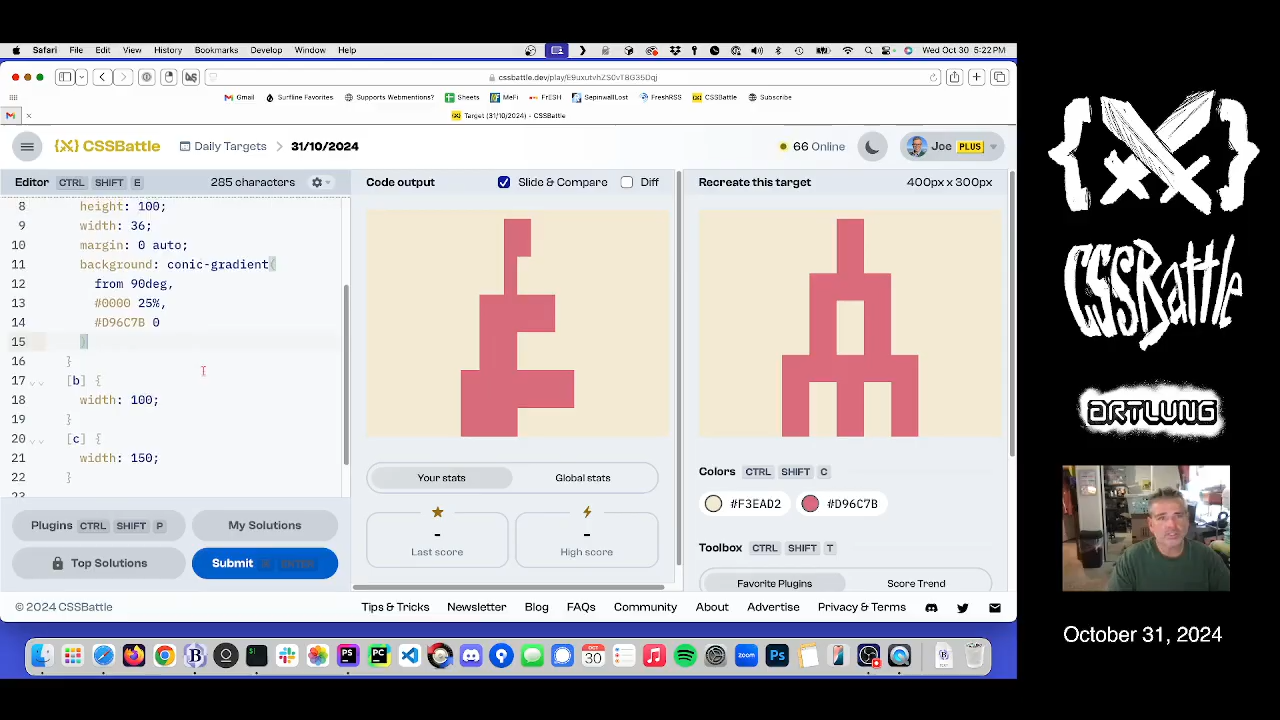 Safari File Edit View History Bookmarks Develop Window Help Wed Oct 30 5:22 PM
cssbattle.dev/play/E9uxutvhZS0vT8G35Dqj
Gmail Surfline Favorites Supports Webmentions? Sheets MeFi FrESH SepinwallLost FreshRSS CSSBattle Subscribe
Target (31/10/2024) - CSSBattle
CSSBattle Daily Targets 31/10/2024 66 Online Joe PLUS
Editor CTRL SHIFT E 285 characters
Code output Slide & Compare Diff
Recreate this target 400px x 300px
8 height: 100;
9 width: 36;
10 margin: 0 auto;
11 background: conic-gradient(
12 from 90deg,
13 #0000 25%,
14 #D96C7B 0
15 )
16 }
17 [b] {
18 width: 100;
19 }
20 [c] {
21 width: 150;
22 }
23
Plugins CTRL SHIFT P My Solutions
Top Solutions Submit
Your stats Global stats
- Last score
- High score
Colors CTRL SHIFT C
#F3EAD2 #D96C7B
Toolbox CTRL SHIFT T
Favorite Plugins Score Trend
© 2024 CSSBattle Tips & Tricks Newsletter Blog FAQs Community About Advertise Privacy & Terms
CSSBattle
ARTLUNG
October 31, 2024